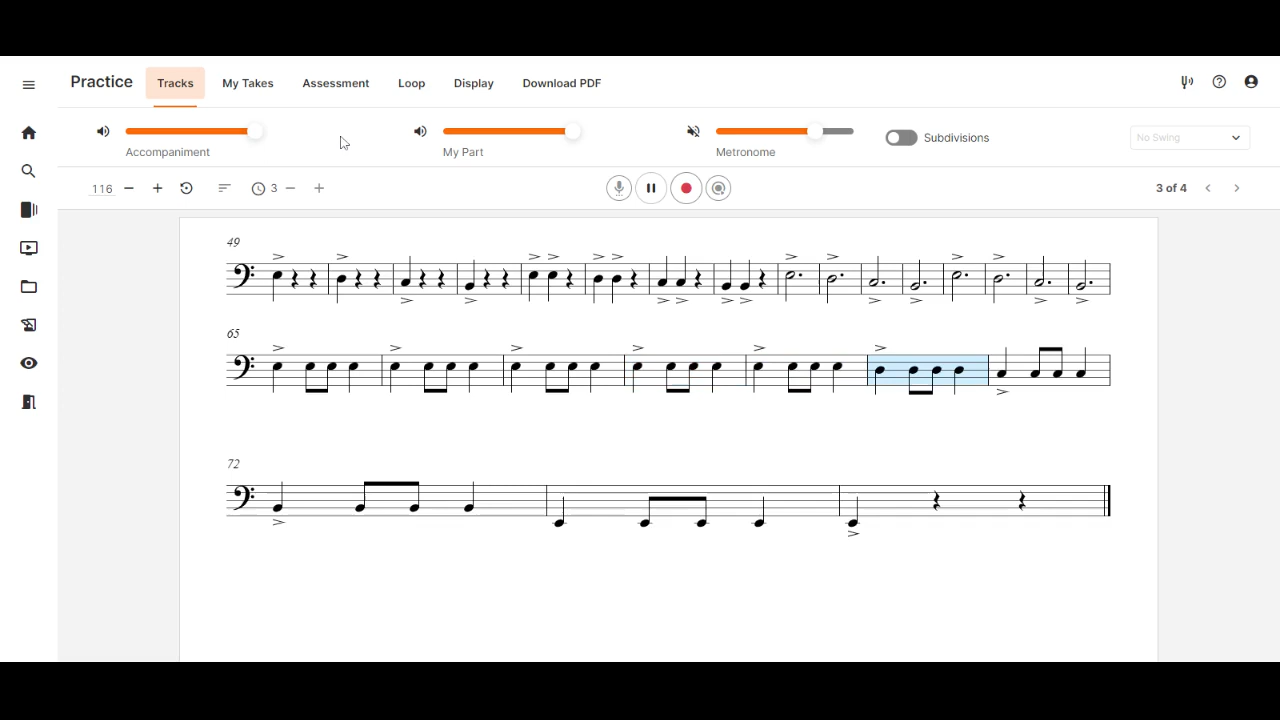 Practice Tracks My Takes Assessment Loop Display Download PDF
Accompaniment My Part Metronome Subdivisions No Swing
116 3 3 of 4
49
65
72